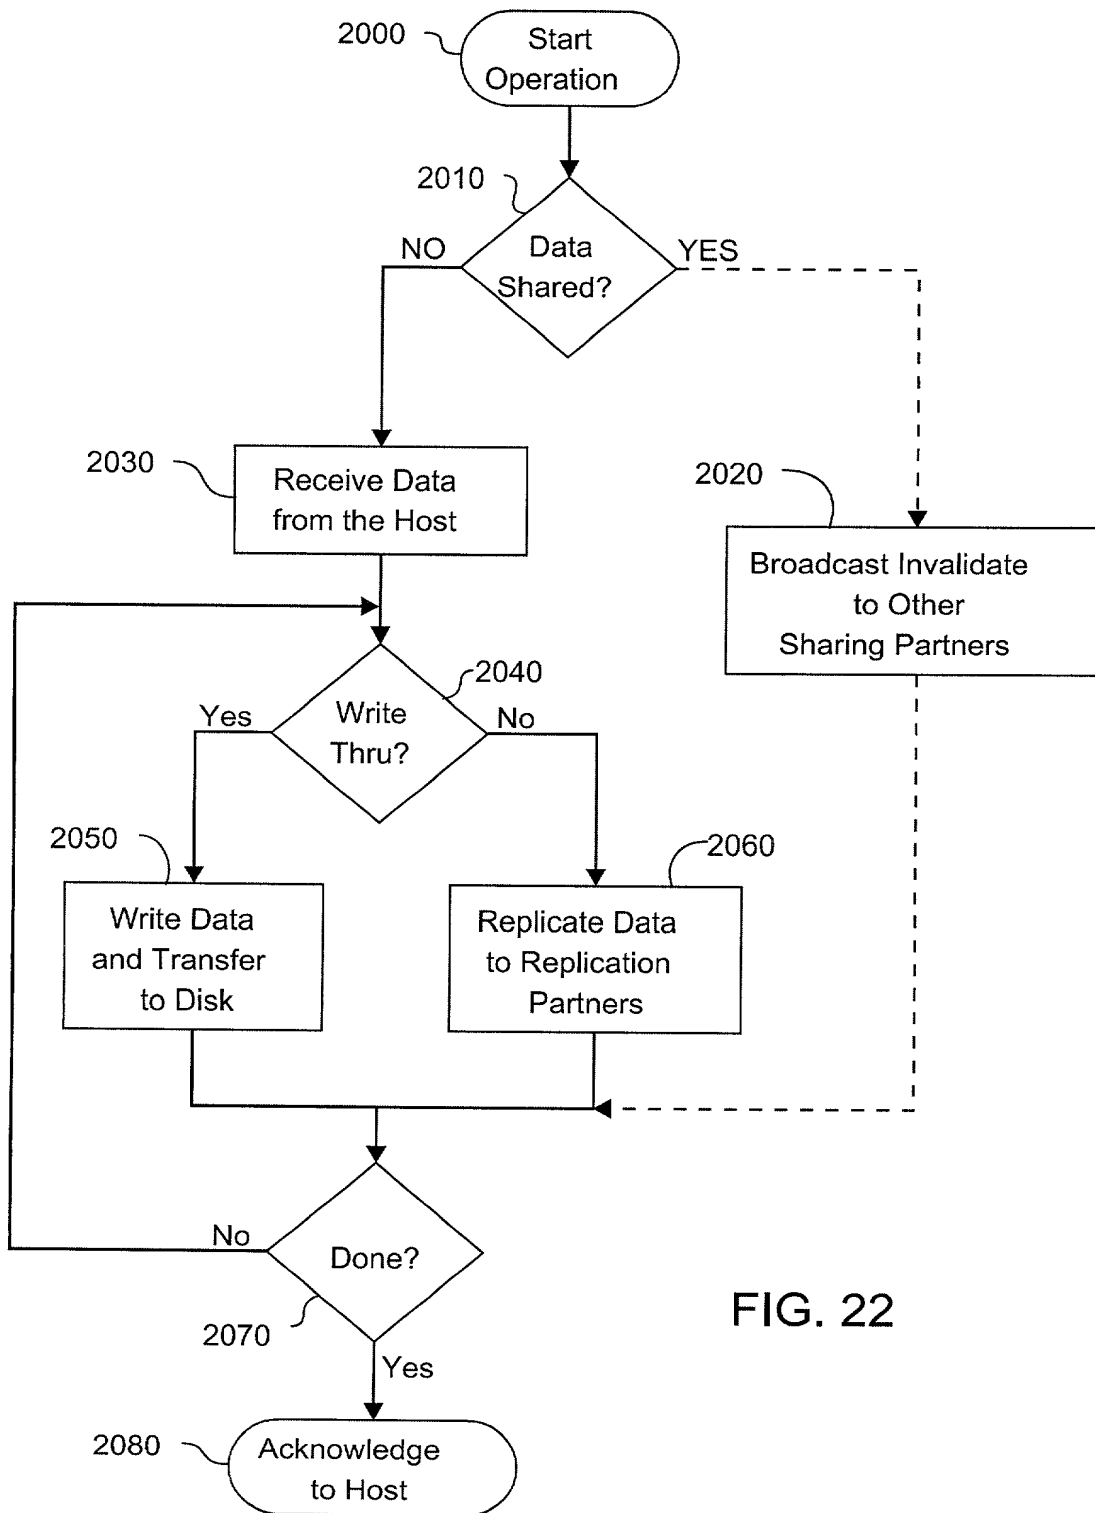 2000
Start
Operation
2010
NO
Data
Shared?
YES
2030
Receive Data
from the Host
2020
Broadcast Invalidate
to Other
Sharing Partners
2040
Yes
Write
Thru?
No
2050
Write Data
and Transfer
to Disk
2060
Replicate Data
to Replication
Partners
No
Done?
2070
Yes
FIG. 22
2080
Acknowledge
to Host